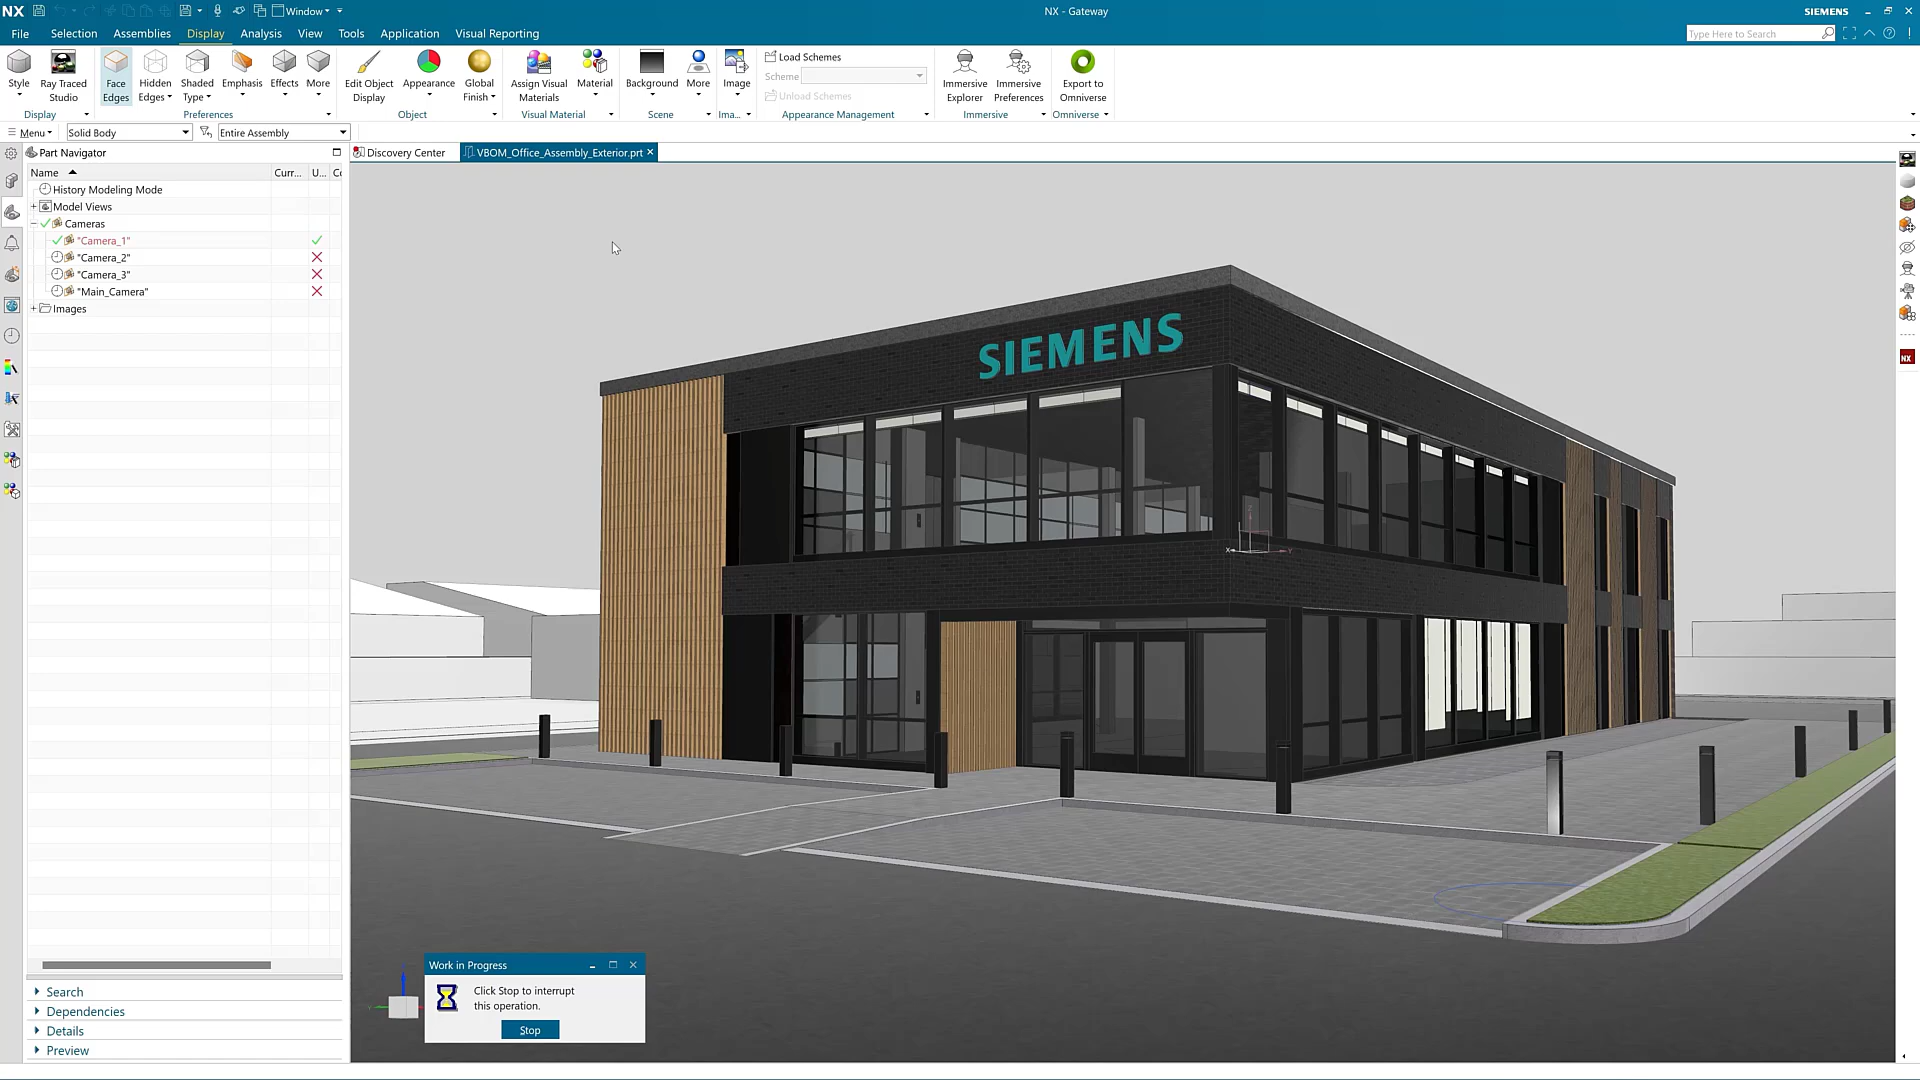 NX
Window
NX - Gateway
SIEMENS
File
Selection
Assemblies
Display
Analysis
View
Tools
Application
Visual Reporting
Type Here to Search
Style
Ray Traced
Studio
Face
Edges
Hidden
Edges
Shaded
Type
Emphasis
Effects
More
Edit Object
Display
Appearance
Global
Finish
Assign Visual
Materials
Material
Background
More
Image
Load Schemes
Scheme
Unload Schemes
Immersive
Explorer
Immersive
Preferences
Export to
Omniverse
Display
Preferences
Object
Visual Material
Scene
Ima...
Appearance Management
Immersive
Omniverse
Menu
Solid Body
Entire Assembly
Part Navigator
Discovery Center
VBOM_Office_Assembly_Exterior.prt
Name
Curr...
U...
Co
History Modeling Mode
Model Views
Cameras
"Camera_1"
"Camera_2"
"Camera_3"
"Main_Camera"
Images
SIEMENS
Z
X
Y
NX
Search
Dependencies
Details
Preview
Work in Progress
Click Stop to interrupt
this operation.
Stop